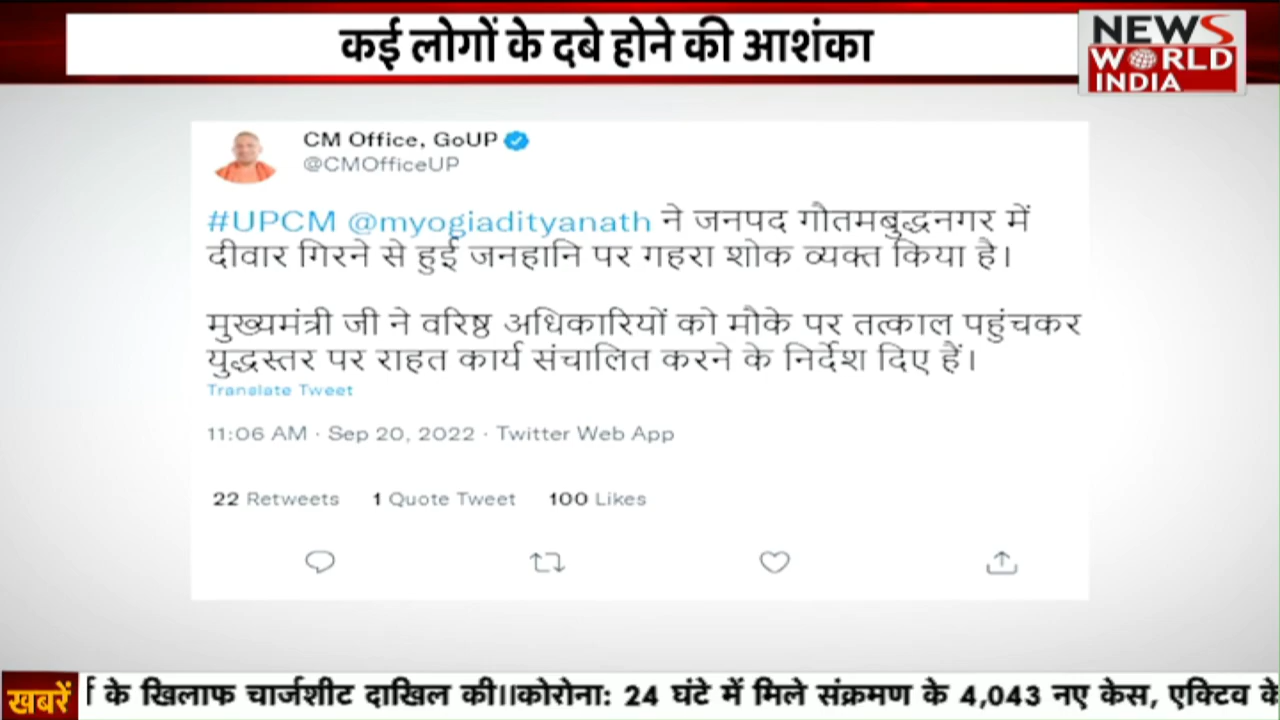 कई लोगों के दबे होने की आशंका
NEWS
WORLD
INDIA
CM Office, GoUP
@CMOfficeUP
#UPCM @myogiadityanath ने जनपद गौतमबुद्धनगर में
दीवार गिरने से हुई जनहानि पर गहरा शोक व्यक्त किया है।
मुख्यमंत्री जी ने वरिष्ठ अधिकारियों को मौके पर तत्काल पहुंचकर
युद्धस्तर पर राहत कार्य संचालित करने के निर्देश दिए हैं।
Translate Tweet
11:06 AM · Sep 20, 2022 · Twitter Web App
22 Retweets 1 Quote Tweet 100 Likes
खबरें
के खिलाफ चार्जशीट दाखिल की।।कोरोना: 24 घंटे में मिले संक्रमण के 4,043 नए केस, एक्टिव के